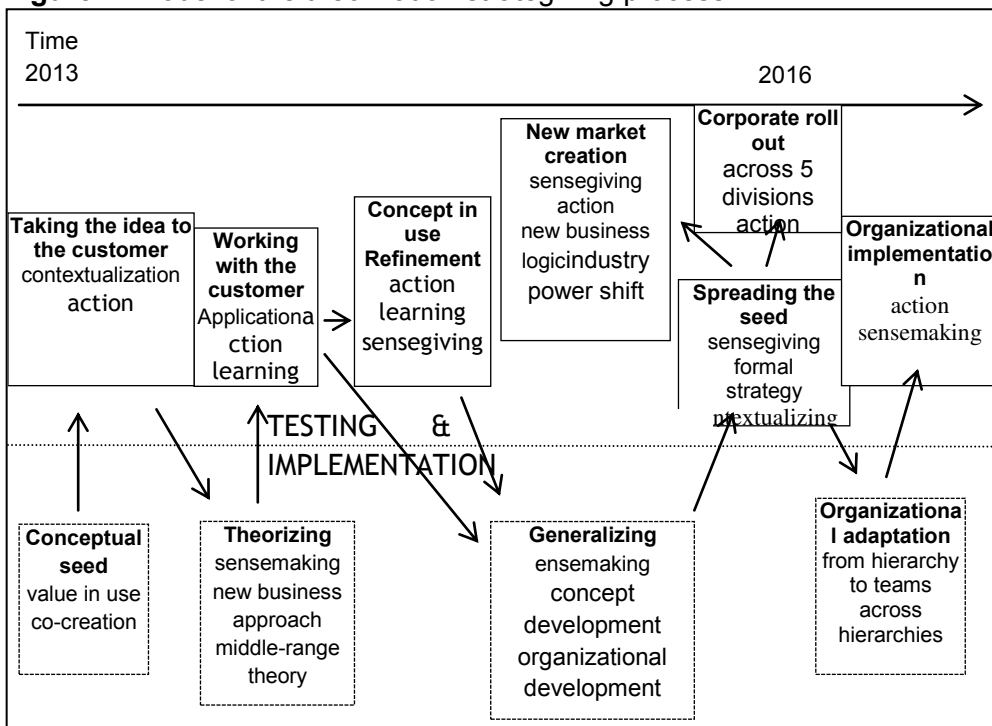 Time
2013
2016
Taking the idea to
the customer
contextualization
action
Working
with the
customer
Applicationa
ction
learning
Concept in
use
Refinement
action
learning
sensegiving
New market
creation
sensegiving
action
new business
logicindustry
power shift
Corporate roll
out
across 5
divisions
action
Spreading the
seed
sensegiving
formal
strategy
ntextualizing
Organizational
implementatio
n
action
sensemaking
TESTING &
IMPLEMENTATION
Conceptual
seed
value in use
co-creation
Theorizing
sensemaking
new business
approach
middle-range
theory
Generalizing
ensemaking
concept
development
organizational
development
Organizationa
l adaptation
from hierarchy
to teams
across
hierarchies